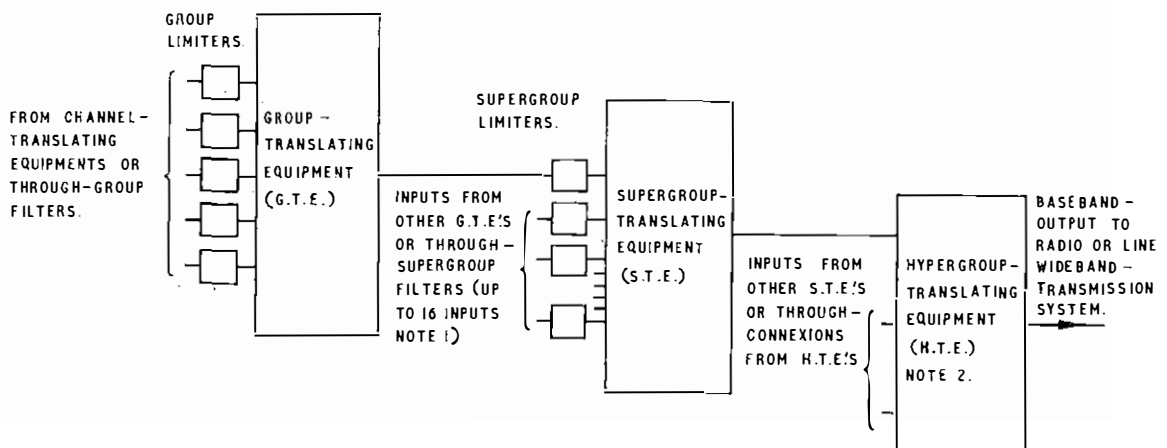 GROUP
LIMITERS.
FROM CHANNEL-
TRANSLATING
EQUIPMENTS OR
THROUGH-GROUP
FILTERS.
GROUP-
TRANSLATING
EQUIPMENT
(G.T.E.)
SUPERGROUP
LIMITERS.
INPUTS FROM
OTHER G.T.E'S
OR THROUGH-
SUPERGROUP
FILTERS (UP
TO 16 INPUTS
NOTE 1)
SUPERGROUP-
TRANSLATING
EQUIPMENT
(S.T.E.)
INPUTS FROM
OTHER S.T.E'S
OR THROUGH-
CONNEXIONS
FROM H.T.E'S
HYPERGROUP-
TRANSLATING
EQUIPMENT
(H.T.E.)
NOTE 2.
BASEBAND-
OUTPUT TO
RADIO OR LINE
WIDEBAND-
TRANSMISSION
SYSTEM.